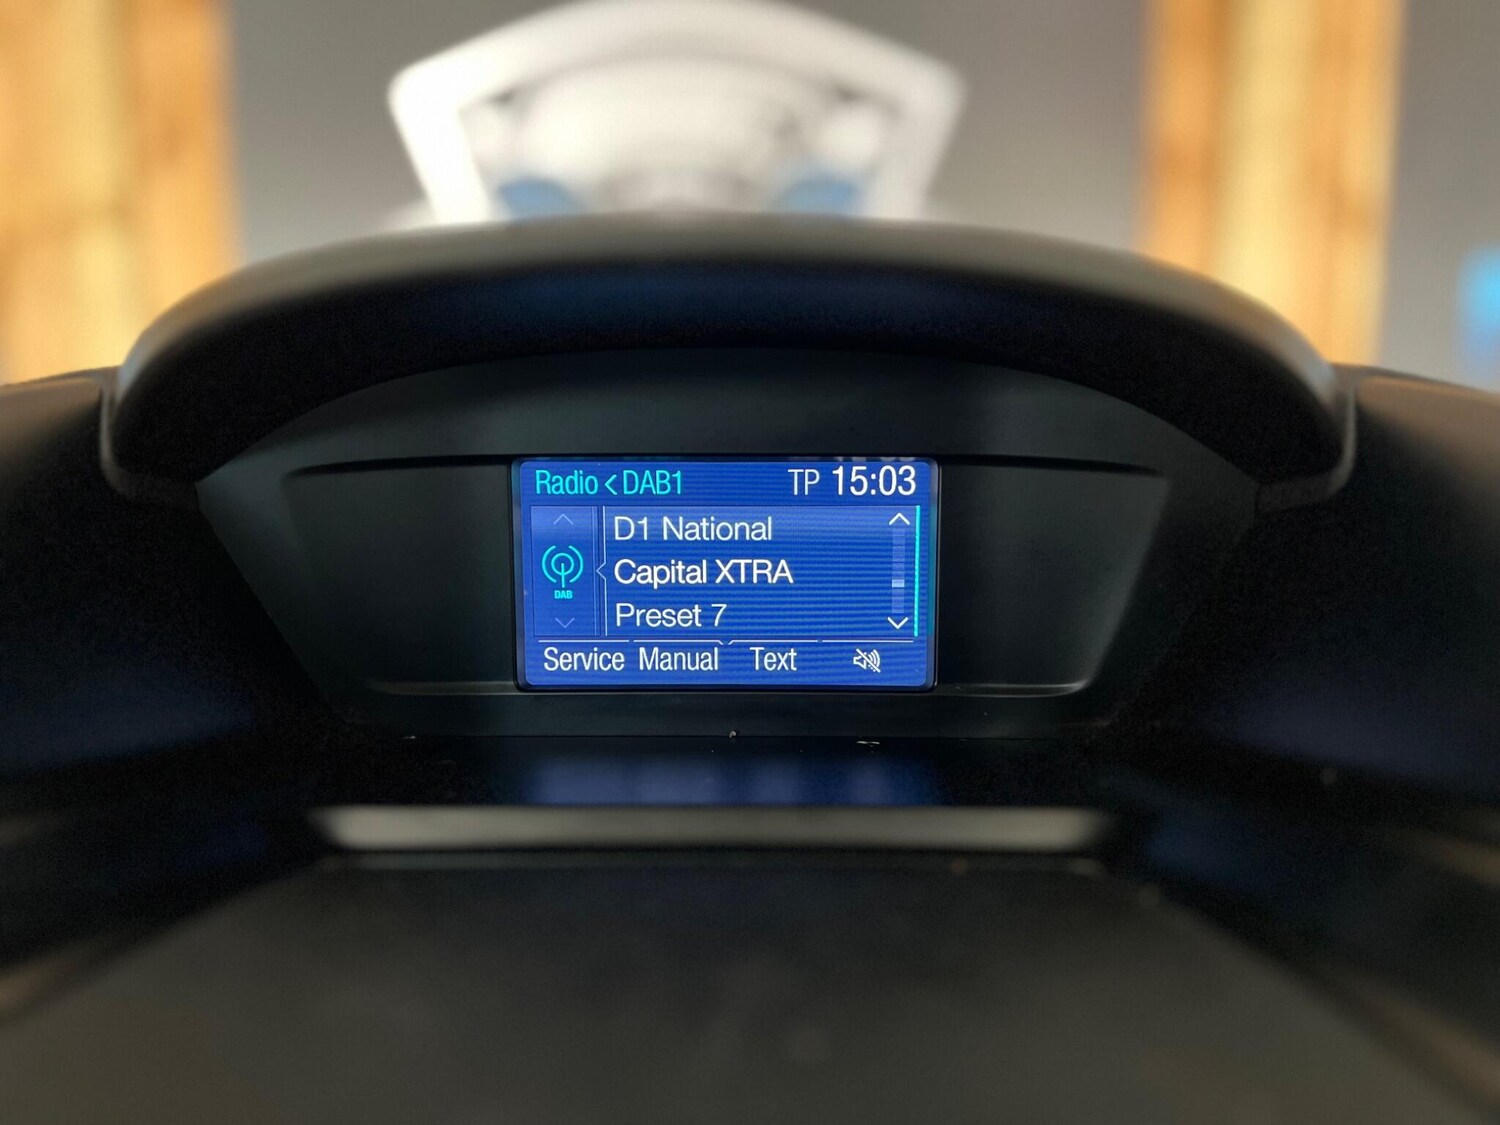 Radio < DAB1 TP 15:03
D1 National
Capital XTRA
DAB
Preset 7
Service Manual Text